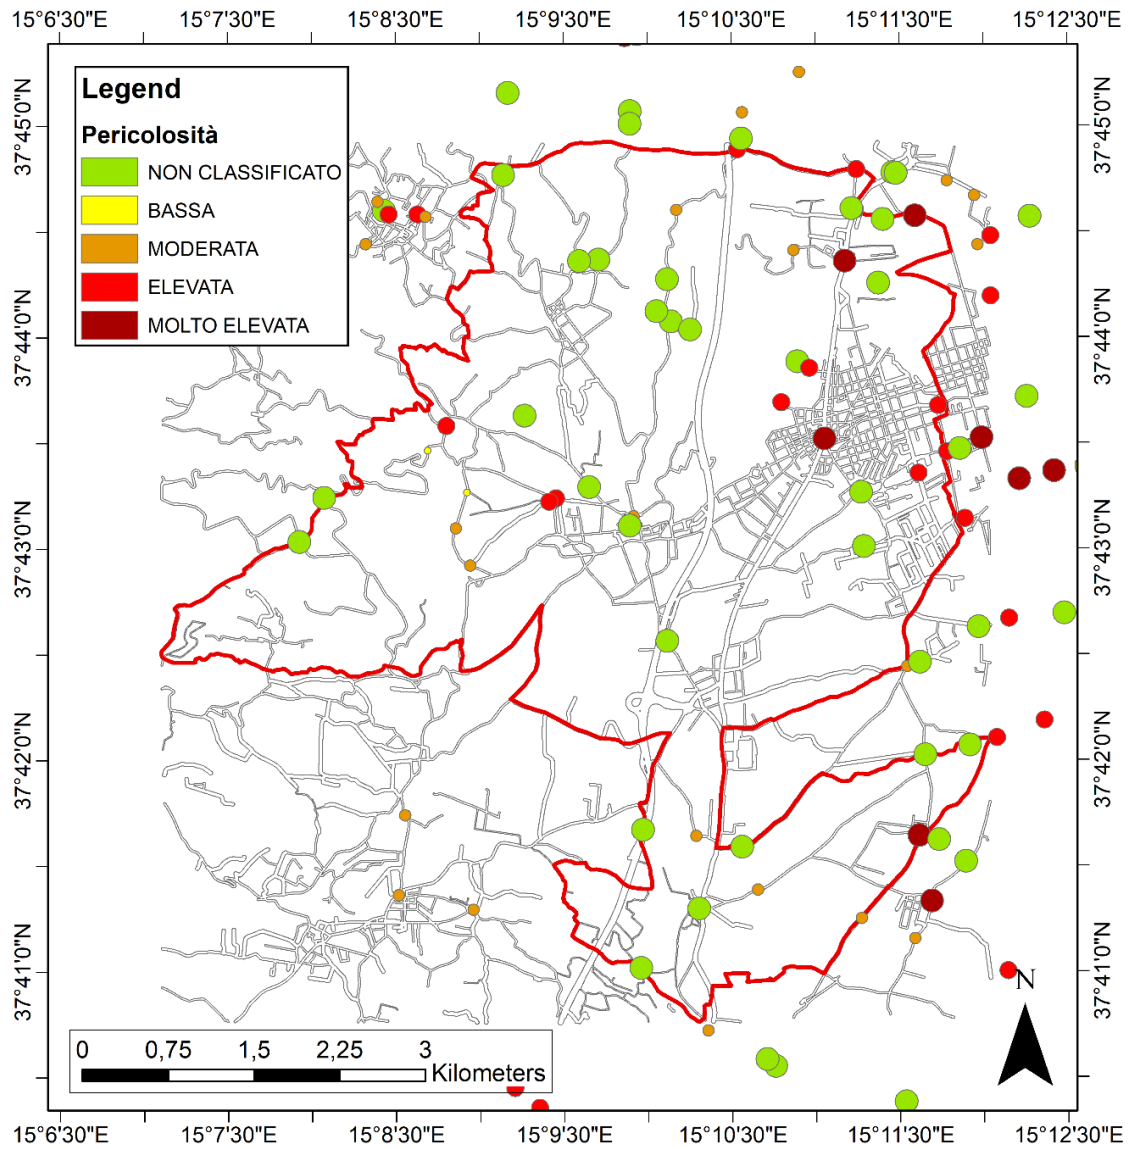 15°6'30"E 15°7'30"E 15°8'30"E 15°9'30"E 15°10'30"E 15°11'30"E 15°12'30"E
Legend
Pericolosità
NON CLASSIFICATO
BASSA
MODERATA
ELEVATA
MOLTO ELEVATA
37°45'0"N 37°45'0"N
37°44'0"N 37°44'0"N
37°43'0"N 37°43'0"N
37°42'0"N 37°42'0"N
37°41'0"N 37°41'0"N
N
0 0,75 1,5 2,25 3
Kilometers
15°6'30"E 15°7'30"E 15°8'30"E 15°9'30"E 15°10'30"E 15°11'30"E 15°12'30"E